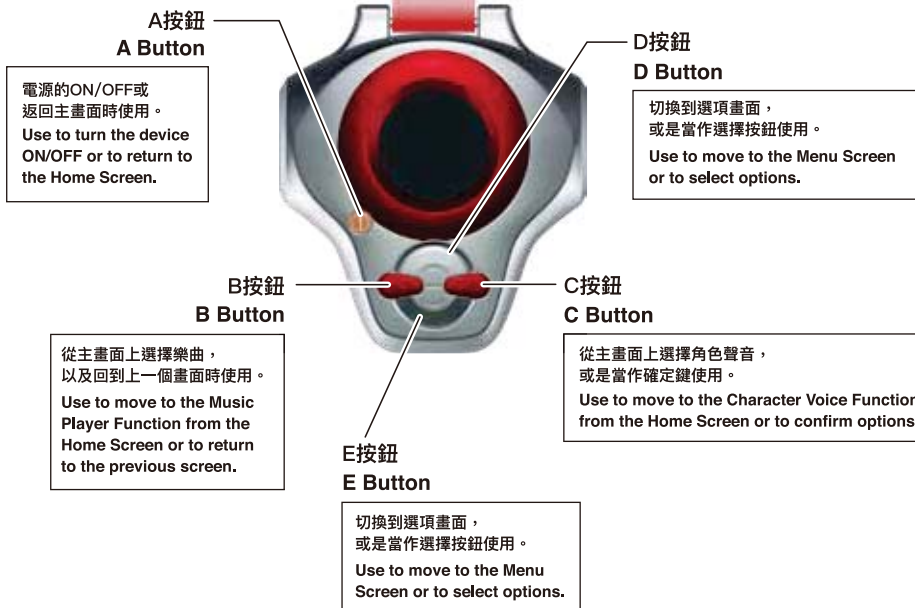 A按鈕
A Button
電源的ON/OFF或
返回主畫面時使用。
Use to turn the device
ON/OFF or to return to
the Home Screen.
D按鈕
D Button
切換到選項畫面，
或是當作選擇按鈕使用。
Use to move to the Menu Screen
or to select options.
B按鈕
B Button
從主畫面上選擇樂曲，
以及回到上一個畫面時使用。
Use to move to the Music
Player Function from the
Home Screen or to return
to the previous screen.
C按鈕
C Button
從主畫面上選擇角色聲音，
或是當作確定鍵使用。
Use to move to the Character Voice Function
from the Home Screen or to confirm options
E按鈕
E Button
切換到選項畫面，
或是當作選擇按鈕使用。
Use to move to the Menu
Screen or to select options.